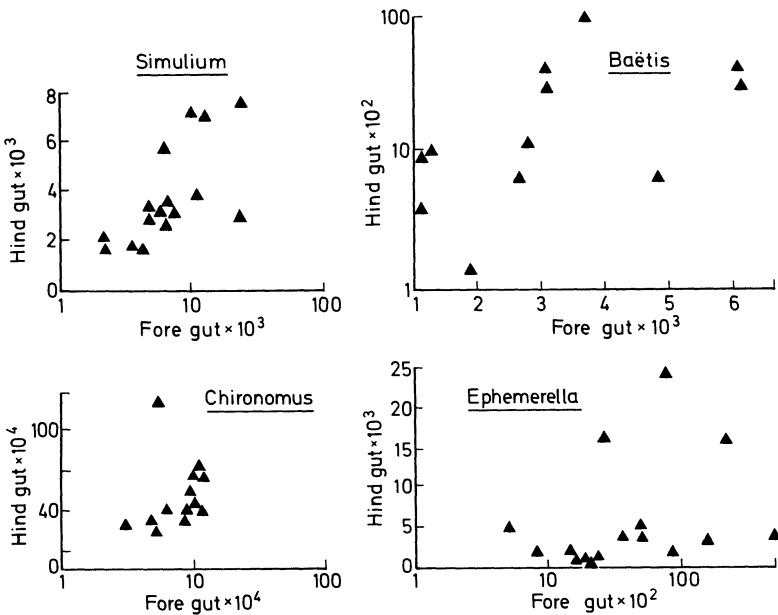 Simulium
Hind gut×10³
8
6
4
2
0
1
10
100
Fore gut×10³
Baëtis
Hind gut×10²
100
10
1
1
2
3
4
5
6
Fore gut×10³
Chironomus
Hind gut×10⁴
100
40
0
1
10
100
Fore gut×10⁴
Ephemerella
Hind gut×10³
25
20
15
10
5
0
1
10
100
Fore gut×10²